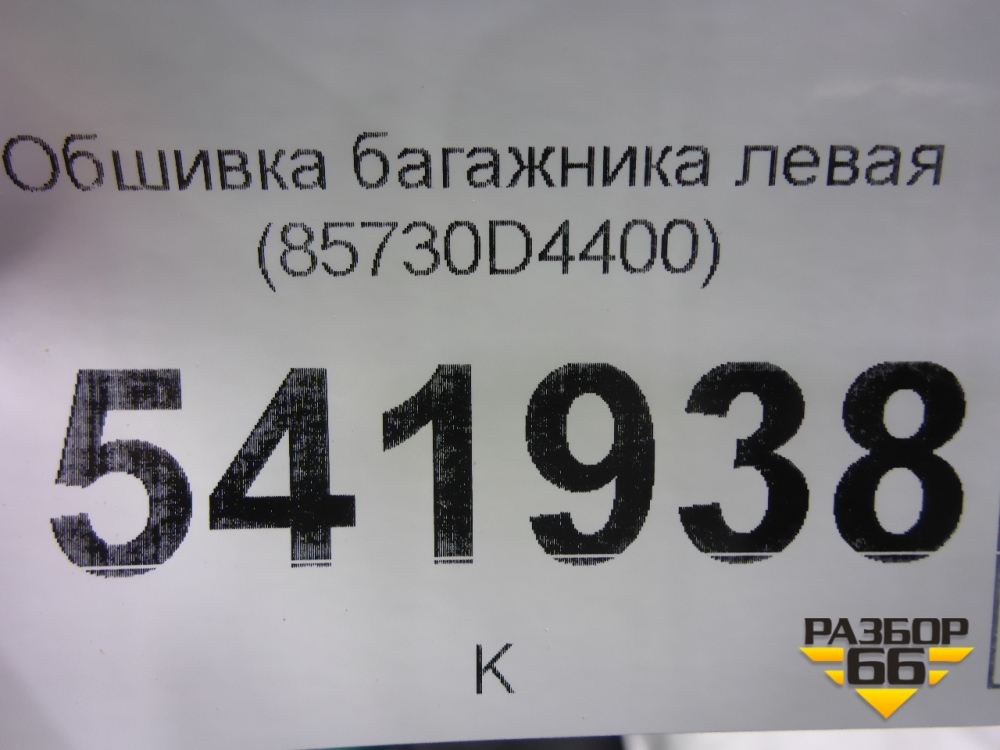 Обшивка багажника левая
(85730D4400)
541938
К
РАЗБОР
66